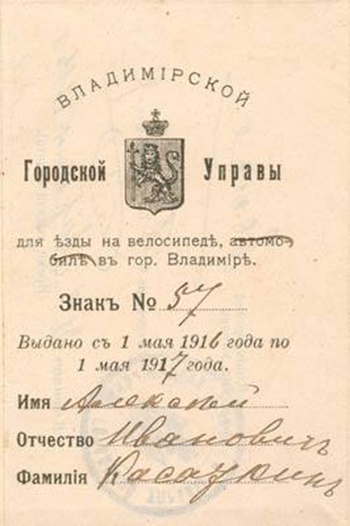 ВЛАДИМІРСКОЙ
Городской Управы
для ѣзды на велосипедѣ, автомо-
билѣ въ гор. Владимірѣ.
Знакъ № 57
Выдано съ 1 мая 1916 года по
1 мая 1917 года.
Имя Алексѣй
Отчество Ивановичъ
Фамилія Касаткинъ